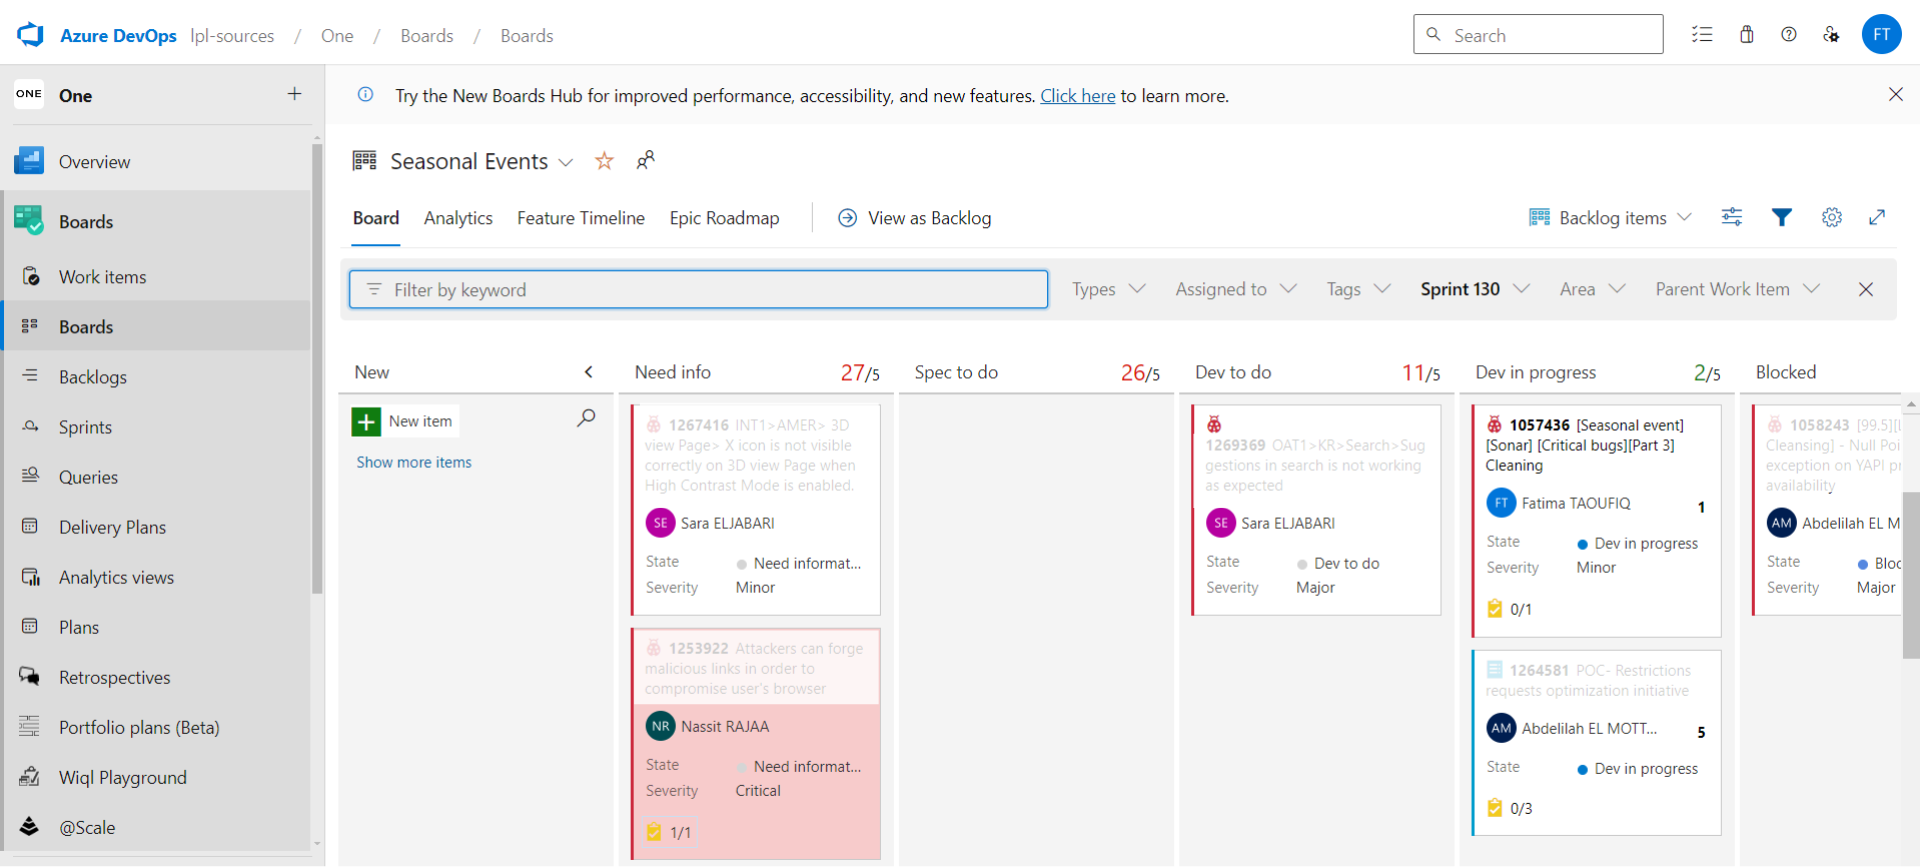 Azure DevOps lpl-sources / One / Boards / Boards
Search
FT
ONE One
Overview
Boards
Work items
Boards
Backlogs
Sprints
Queries
Delivery Plans
Analytics views
Plans
Retrospectives
Portfolio plans (Beta)
Wiql Playground
@Scale
Try the New Boards Hub for improved performance, accessibility, and new features. Click here to learn more.
Seasonal Events
Board Analytics Feature Timeline Epic Roadmap View as Backlog
Backlog items
Filter by keyword
Types Assigned to Tags Sprint 130 Area Parent Work Item
New
New item
Show more items
Need info 27/5
1267416 INT1>AMER> 3D
view Page> X icon is not visible
correctly on 3D view Page when
High Contrast Mode is enabled.
SE Sara ELJABARI
State Need informat...
Severity Minor
1253922 Attackers can forge
malicious links in order to
compromise user's browser
NR Nassit RAJAA
State Need informat...
Severity Critical
1/1
Spec to do 26/5
Dev to do 11/5
1269369 OAT1>KR>Search>Sug
gestions in search is not working
as expected
SE Sara ELJABARI
State Dev to do
Severity Major
Dev in progress 2/5
1057436 [Seasonal event]
[Sonar] [Critical bugs][Part 3]
Cleaning
FT Fatima TAOUFIQ 1
State Dev in progress
Severity Minor
0/1
1264581 POC- Restrictions
requests optimization initiative
AM Abdelilah EL MOTT... 5
State Dev in progress
0/3
Blocked
1058243 [99.5][
Cleansing] - Null Poi
exception on YAPI p
availability
AM Abdelilah EL M
State Bloc
Severity Major